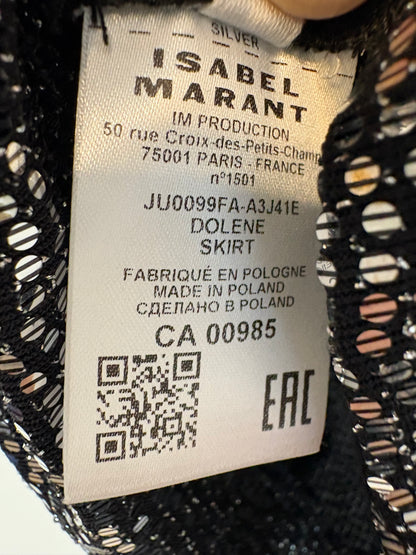 SILVER
ISABEL
MARANT
IM PRODUCTION
50 rue Croix-des-Petits-Champ
75001 PARIS - FRANCE
n°1501
JU0099FA-A3J41E
DOLENE
SKIRT
FABRIQUÉ EN POLOGNE
MADE IN POLAND
СДЕЛАНО В POLAND
CA 00985
EAC